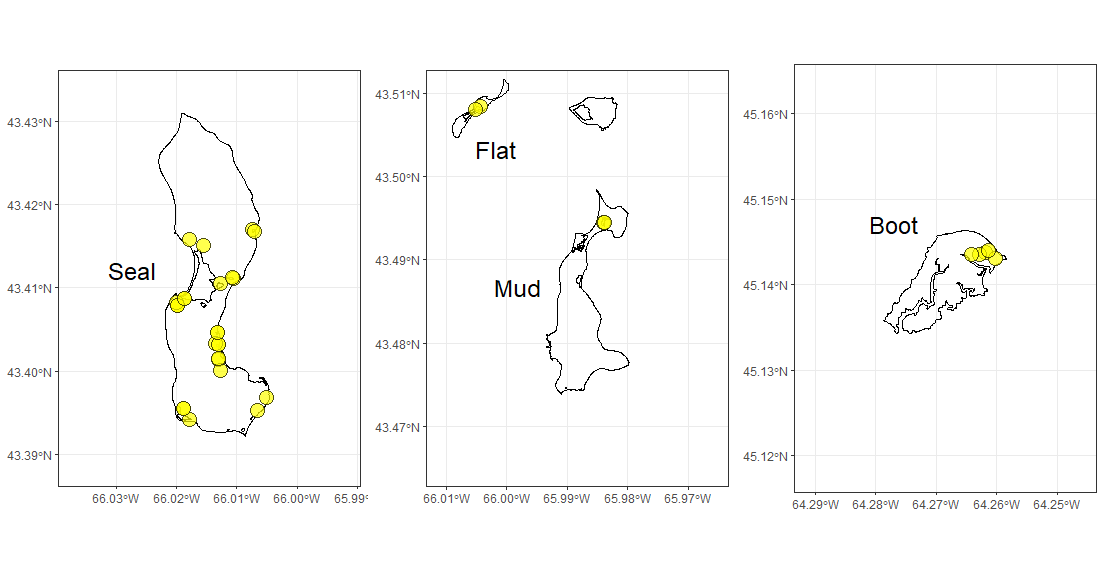 43.43°N
43.42°N
43.41°N
43.40°N
43.39°N
Seal
66.03°W 66.02°W 66.01°W 66.00°W 65.99°
43.51°N
43.50°N
43.49°N
43.48°N
43.47°N
Flat
Mud
66.01°W 66.00°W 65.99°W 65.98°W 65.97°W
45.16°N
45.15°N
45.14°N
45.13°N
45.12°N
Boot
64.29°W 64.28°W 64.27°W 64.26°W 64.25°W